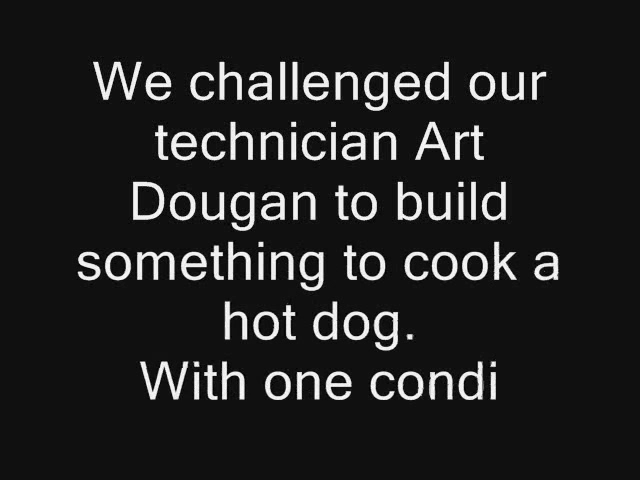 We challenged our
technician Art
Dougan to build
something to cook a
hot dog.
With one condi